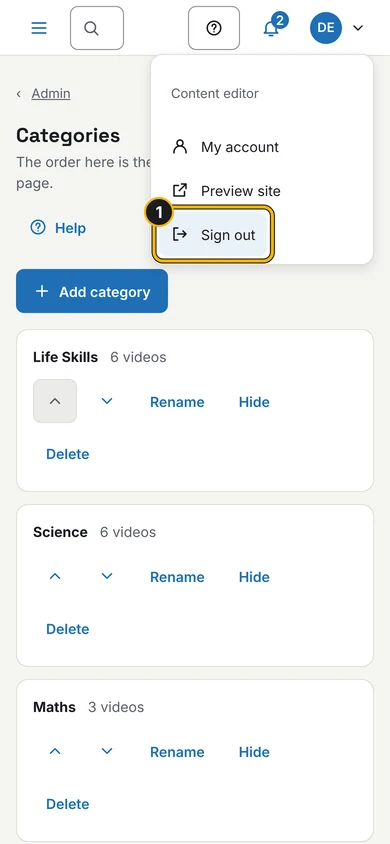 2
DE
Content editor
‹ Admin
My account
Categories
The order here is the
page.
Preview site
1
Sign out
Help
+ Add category
Life Skills 6 videos
Rename Hide
Delete
Science 6 videos
Rename Hide
Delete
Maths 3 videos
Rename Hide
Delete